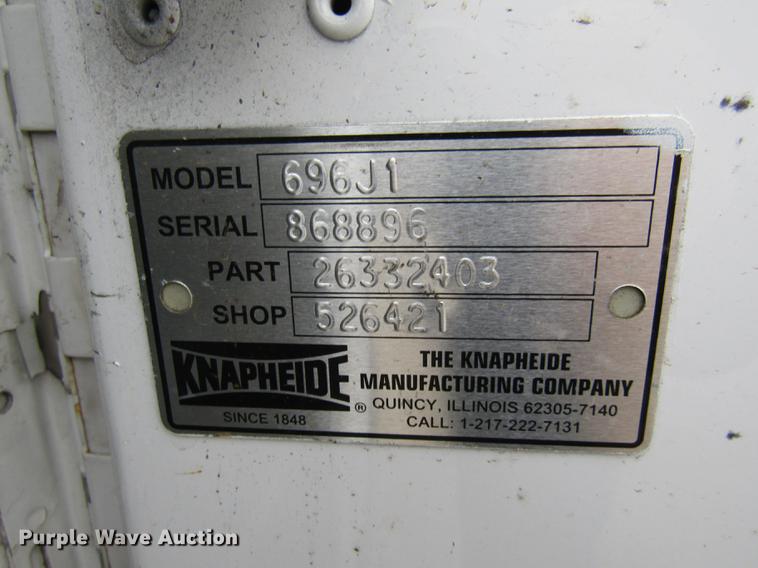 MODEL 696J1
SERIAL 868896
PART 26332403
SHOP 526421
KNAPHEIDE ®
SINCE 1848
THE KNAPHEIDE
MANUFACTURING COMPANY
QUINCY, ILLINOIS 62305-7140
CALL: 1-217-222-7131
Purple Wave Auction